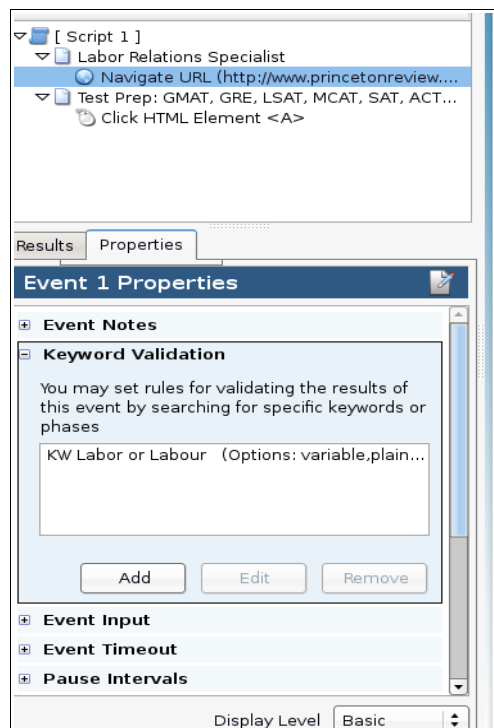 [ Script 1 ]
Labor Relations Specialist
Navigate URL (http://www.princetonreview....
Test Prep: GMAT, GRE, LSAT, MCAT, SAT, ACT...
Click HTML Element <A>
Results Properties
Event 1 Properties
Event Notes
Keyword Validation
You may set rules for validating the results of
this event by searching for specific keywords or
phases
KW Labor or Labour (Options: variable,plain...
Add Edit Remove
Event Input
Event Timeout
Pause Intervals
Display Level Basic